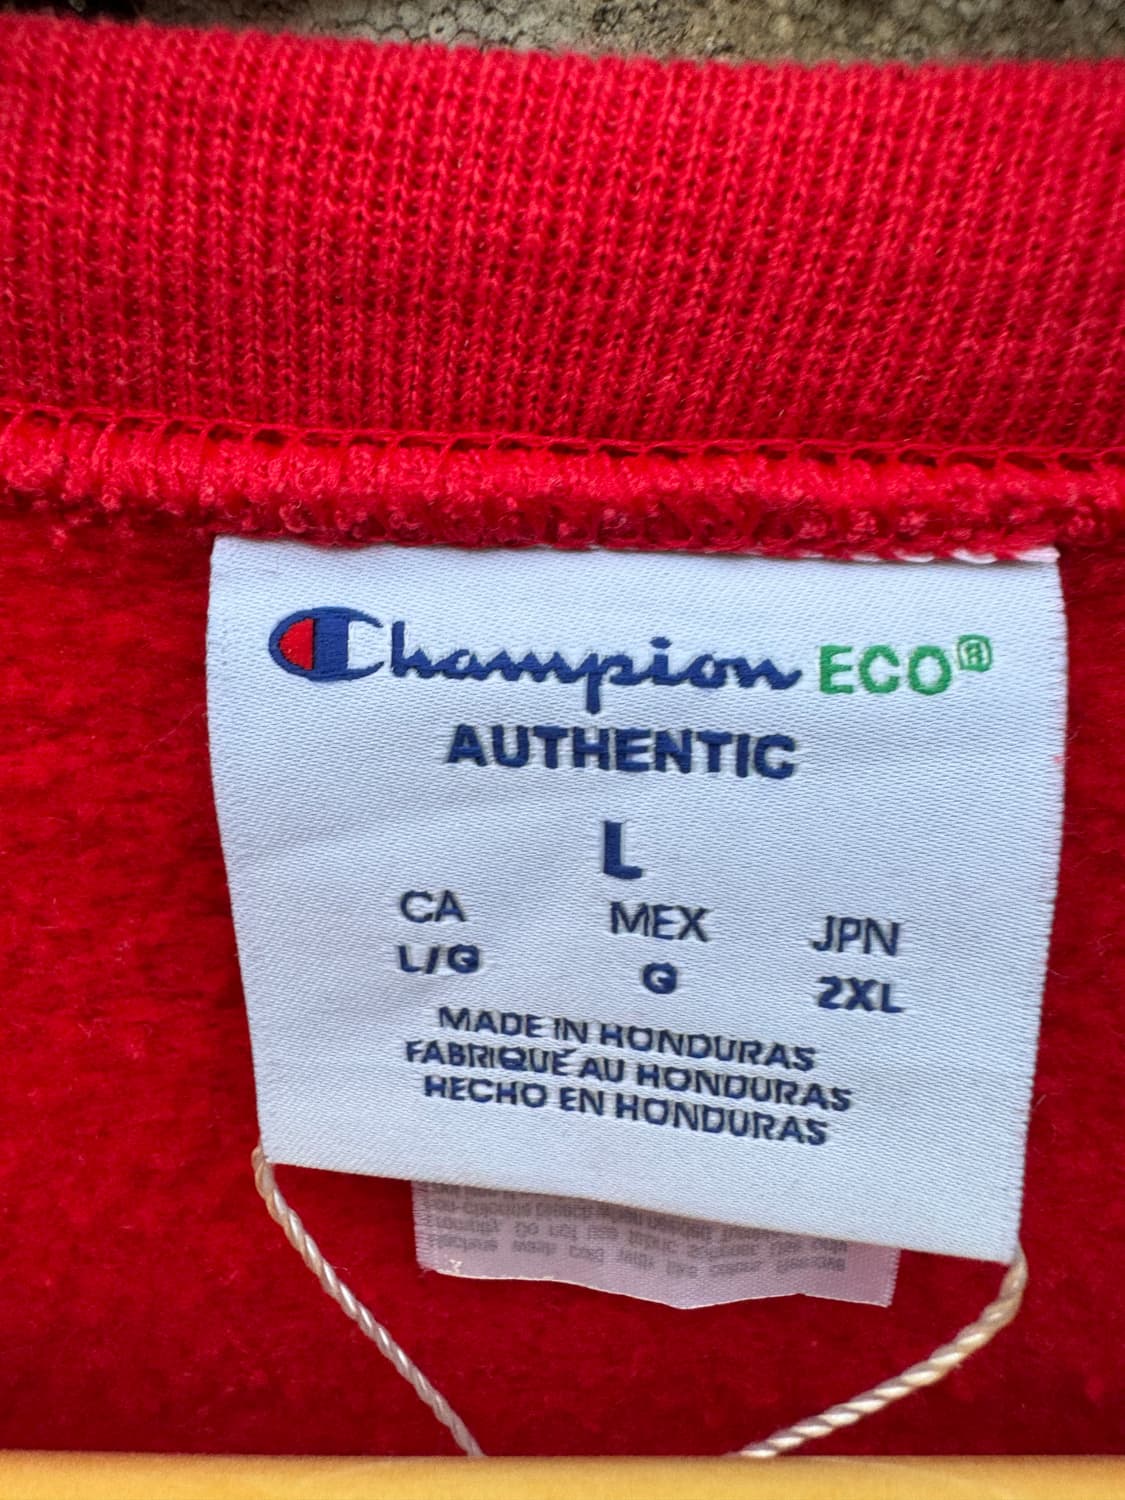 Champion ECO®
AUTHENTIC
L
CA MEX JPN
L/G G 2XL
MADE IN HONDURAS
FABRIQUÉ AU HONDURAS
HECHO EN HONDURAS